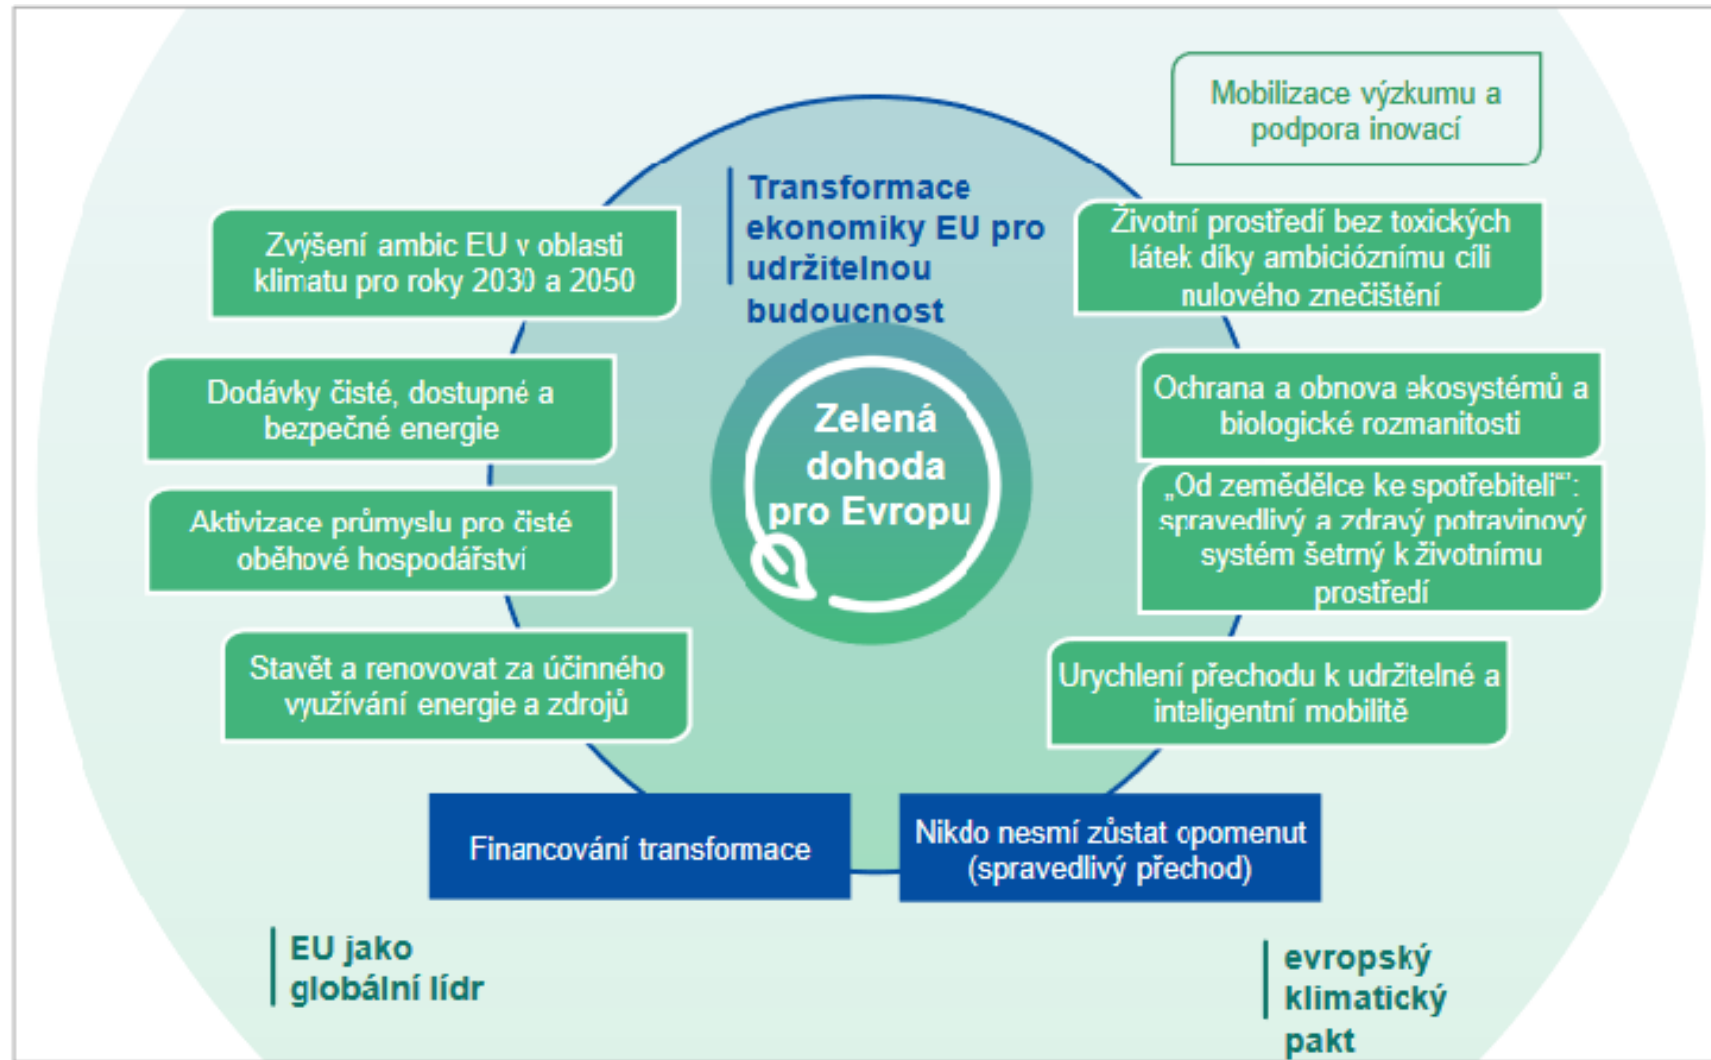 Mobilizace výzkumu a
podpora inovací
Transformace
ekonomiky EU pro
udržitelnou
budoucnost
Zvýšení ambic EU v oblasti
klimatu pro roky 2030 a 2050
Životní prostředí bez toxických
látek díky ambicióznímu cíli
nulového znečištění
Dodávky čisté, dostupné a
bezpečné energie
Zelená
dohoda
pro Evropu
Ochrana a obnova ekosystémů a
biologické rozmanitosti
Aktivizace průmyslu pro čisté
oběhové hospodářství
„Od zemědělce ke spotřebiteli“':
spravedlivý a zdravý potravinový
systém šetrný k životnímu
prostředí
Stavět a renovovat za účinného
využívání energie a zdrojů
Urychlení přechodu k udržitelné a
inteligentní mobilitě
Financování transformace
Nikdo nesmí zůstat opomenut
(spravedlivý přechod)
EU jako
globální lídr
evropský
klimatický
pakt